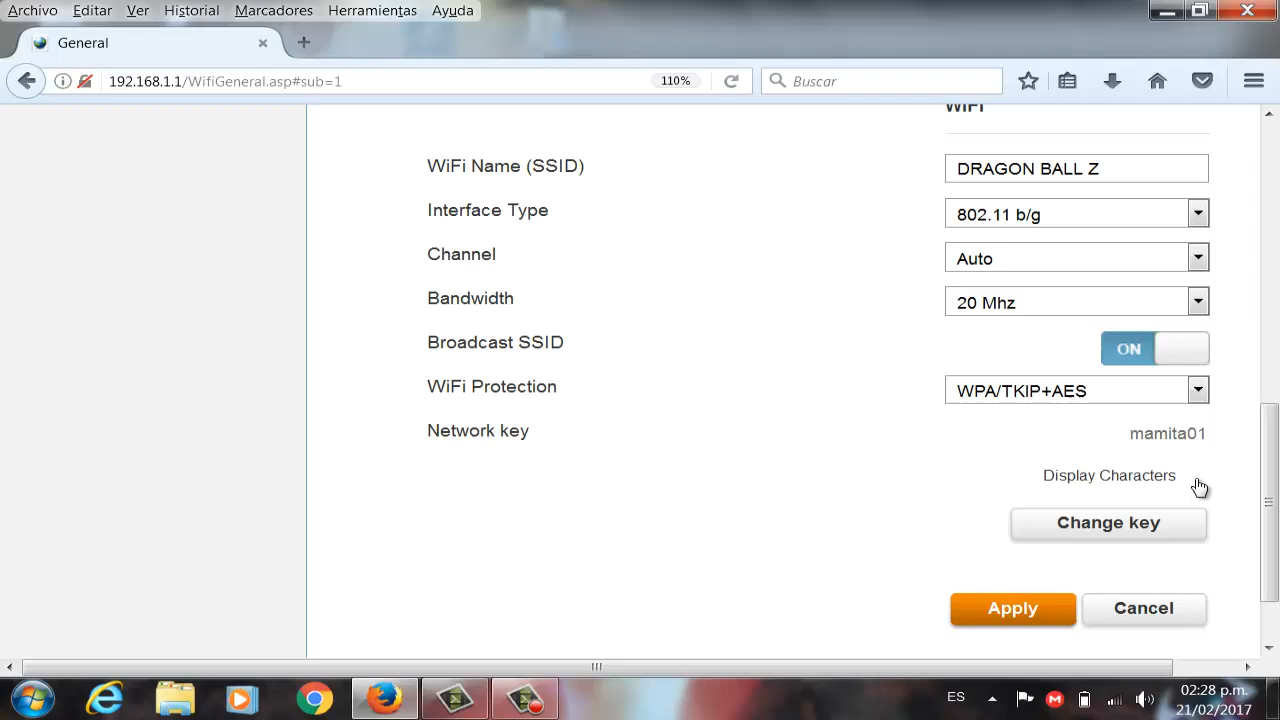 Archivo Editar Ver Historial Marcadores Herramientas Ayuda
General
192.168.1.1/WifiGeneral.asp#sub=1 110% Buscar
WiFi
WiFi Name (SSID) DRAGON BALL Z
Interface Type 802.11 b/g
Channel Auto
Bandwidth 20 Mhz
Broadcast SSID ON
WiFi Protection WPA/TKIP+AES
Network key mamita01
Display Characters
Change key
Apply Cancel
ES 02:28 p.m.
21/02/2017